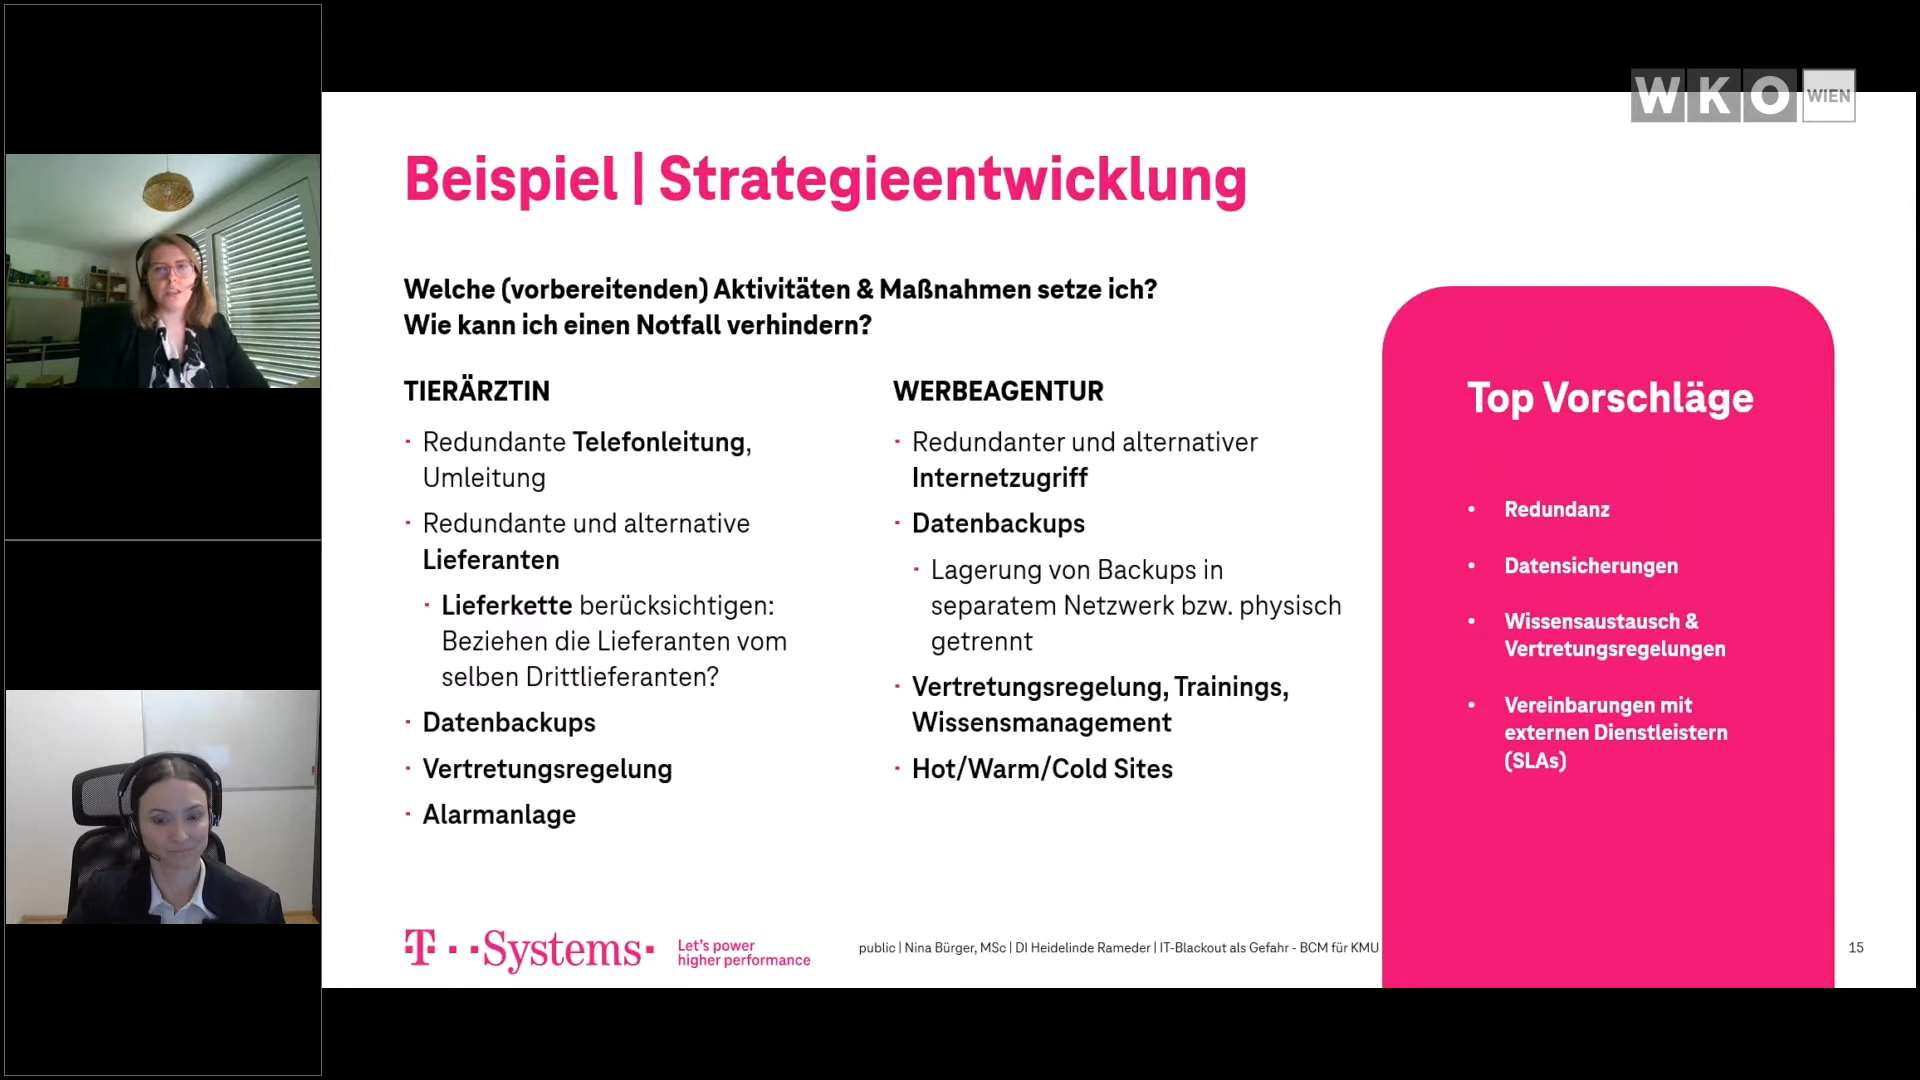 WKO WIEN
Beispiel | Strategieentwicklung
Welche (vorbereitenden) Aktivitäten & Maßnahmen setze ich?
Wie kann ich einen Notfall verhindern?
TIERÄRZTIN
· Redundante Telefonleitung,
Umleitung
· Redundante und alternative
Lieferanten
· Lieferkette berücksichtigen:
Beziehen die Lieferanten vom
selben Drittlieferanten?
· Datenbackups
· Vertretungsregelung
· Alarmanlage
WERBEAGENTUR
· Redundanter und alternativer
Internetzugriff
· Datenbackups
· Lagerung von Backups in
separatem Netzwerk bzw. physisch
getrennt
· Vertretungsregelung, Trainings,
Wissensmanagement
· Hot/Warm/Cold Sites
Top Vorschläge
• Redundanz
• Datensicherungen
• Wissensaustausch &
Vertretungsregelungen
• Vereinbarungen mit
externen Dienstleistern
(SLAs)
T · · Systems ·
Let's power
higher performance
public | Nina Bürger, MSc | DI Heidelinde Rameder | IT-Blackout als Gefahr - BCM für KMU
15